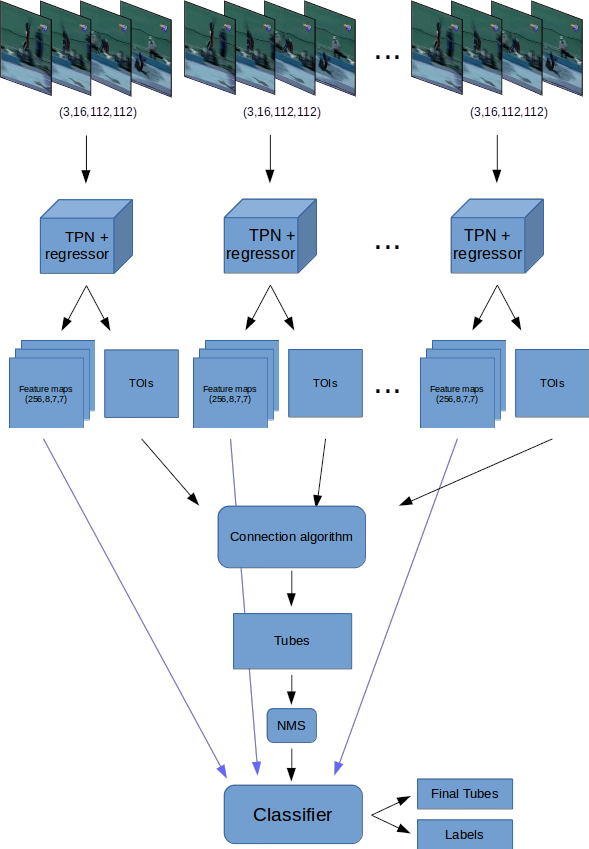 (3,16,112,112)
(3,16,112,112)
...
(3,16,112,112)
TPN +
regressor
TPN +
regressor
...
TPN +
regressor
Feature maps
(256,8,7,7)
TOIs
Feature maps
(256,8,7,7)
TOIs
...
Feature maps
(256,8,7,7)
TOIs
Connection algorithm
Tubes
NMS
Classifier
Final Tubes
Labels